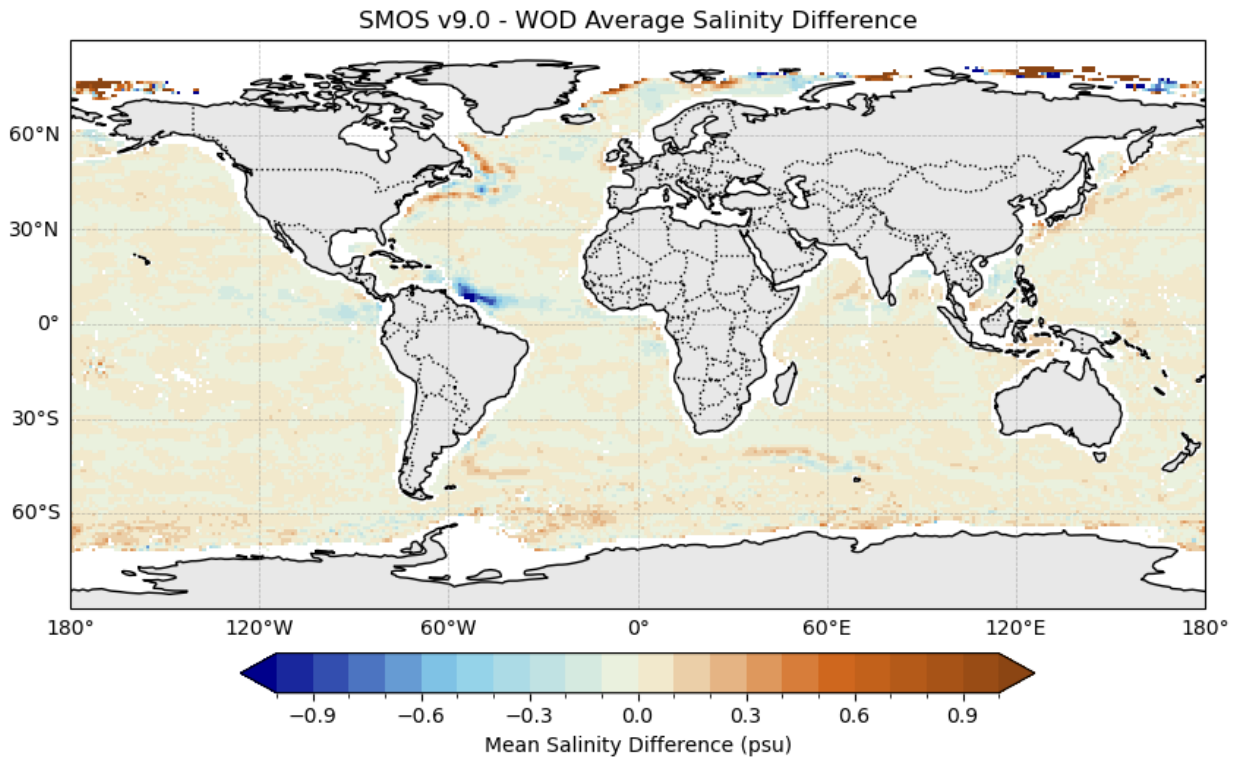 SMOS v9.0 - WOD Average Salinity Difference
60°N
30°N
0°
30°S
60°S
180° 120°W 60°W 0° 60°E 120°E 180°
−0.9 −0.6 −0.3 0.0 0.3 0.6 0.9
Mean Salinity Difference (psu)